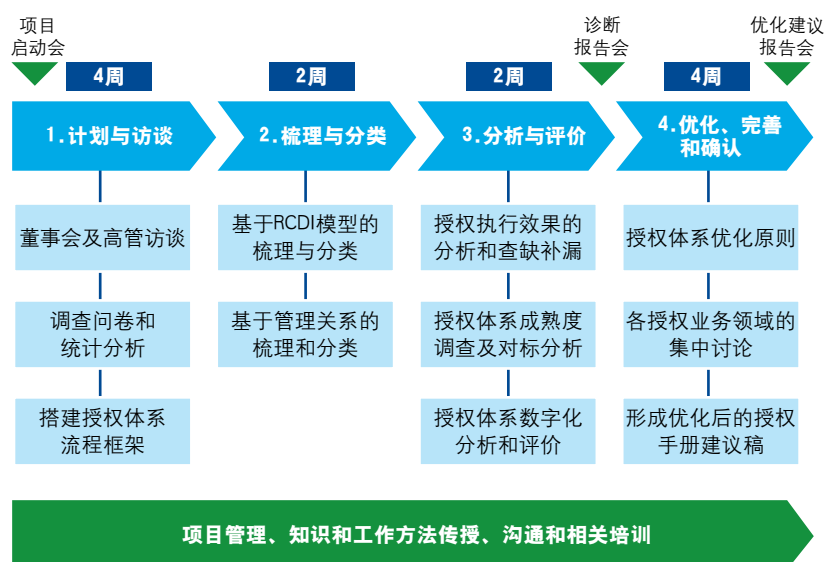 项目
启动会
诊断
报告会
优化建议
报告会
4周
2周
2周
4周
1.计划与访谈
2.梳理与分类
3.分析与评价
4.优化、完善
和确认
董事会及高管访谈
调查问卷和
统计分析
搭建授权体系
流程框架
基于RCDI模型的
梳理与分类
基于管理关系的
梳理和分类
授权执行效果的
分析和查缺补漏
授权体系成熟度
调查及对标分析
授权体系数字化
分析和评价
授权体系优化原则
各授权业务领域的
集中讨论
形成优化后的授权
手册建议稿
项目管理、知识和工作方法传授、沟通和相关培训